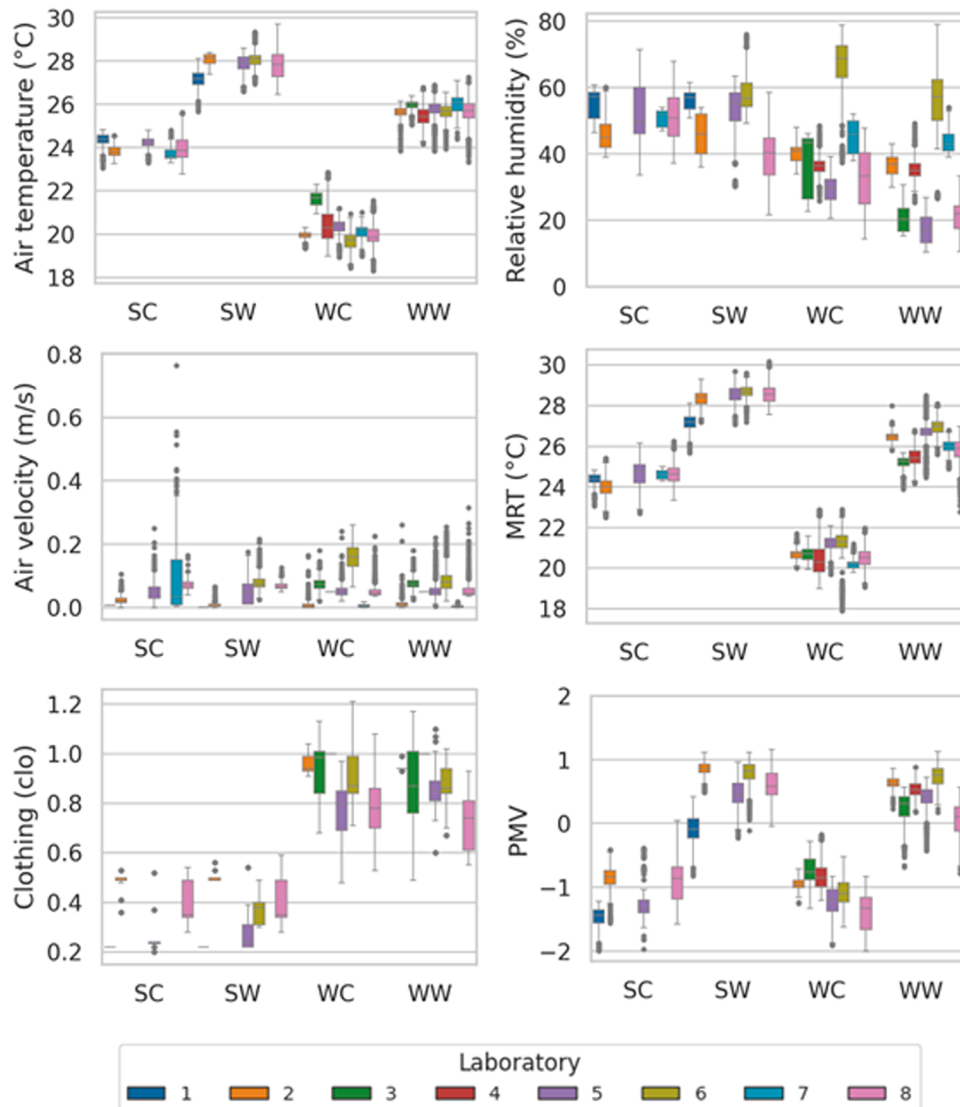 Air temperature (°C)
30
28
26
24
22
20
18
SC SW WC WW
Relative humidity (%)
80
60
40
20
0
SC SW WC WW
Air velocity (m/s)
0.8
0.6
0.4
0.2
0.0
SC SW WC WW
MRT (°C)
30
28
26
24
22
20
18
SC SW WC WW
Clothing (clo)
1.2
1.0
0.8
0.6
0.4
0.2
SC SW WC WW
PMV
2
1
0
−1
−2
SC SW WC WW
Laboratory
1 2 3 4 5 6 7 8